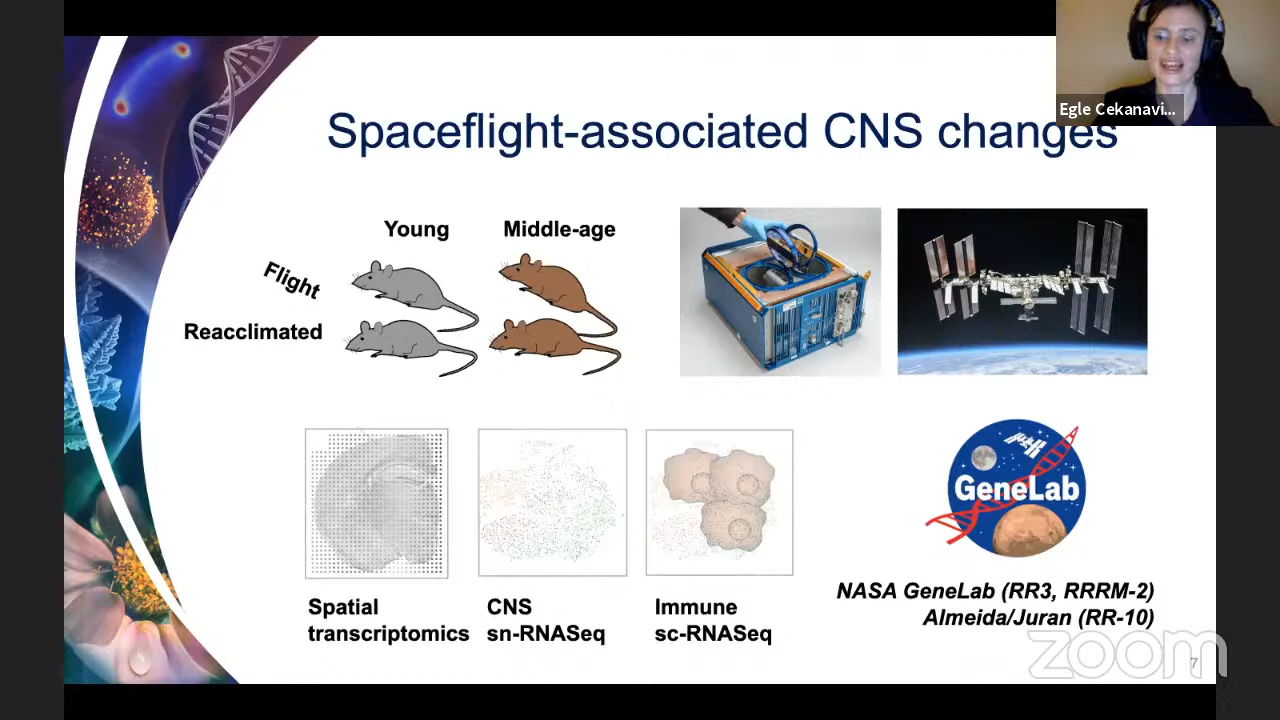 Egle Cekanavi...
Spaceflight-associated CNS changes
Young
Middle-age
Flight
Reacclimated
GeneLab
Spatial
transcriptomics
CNS
sn-RNASeq
Immune
sc-RNASeq
NASA GeneLab (RR3, RRRM-2)
Almeida/Juran (RR-10)
zoom
7